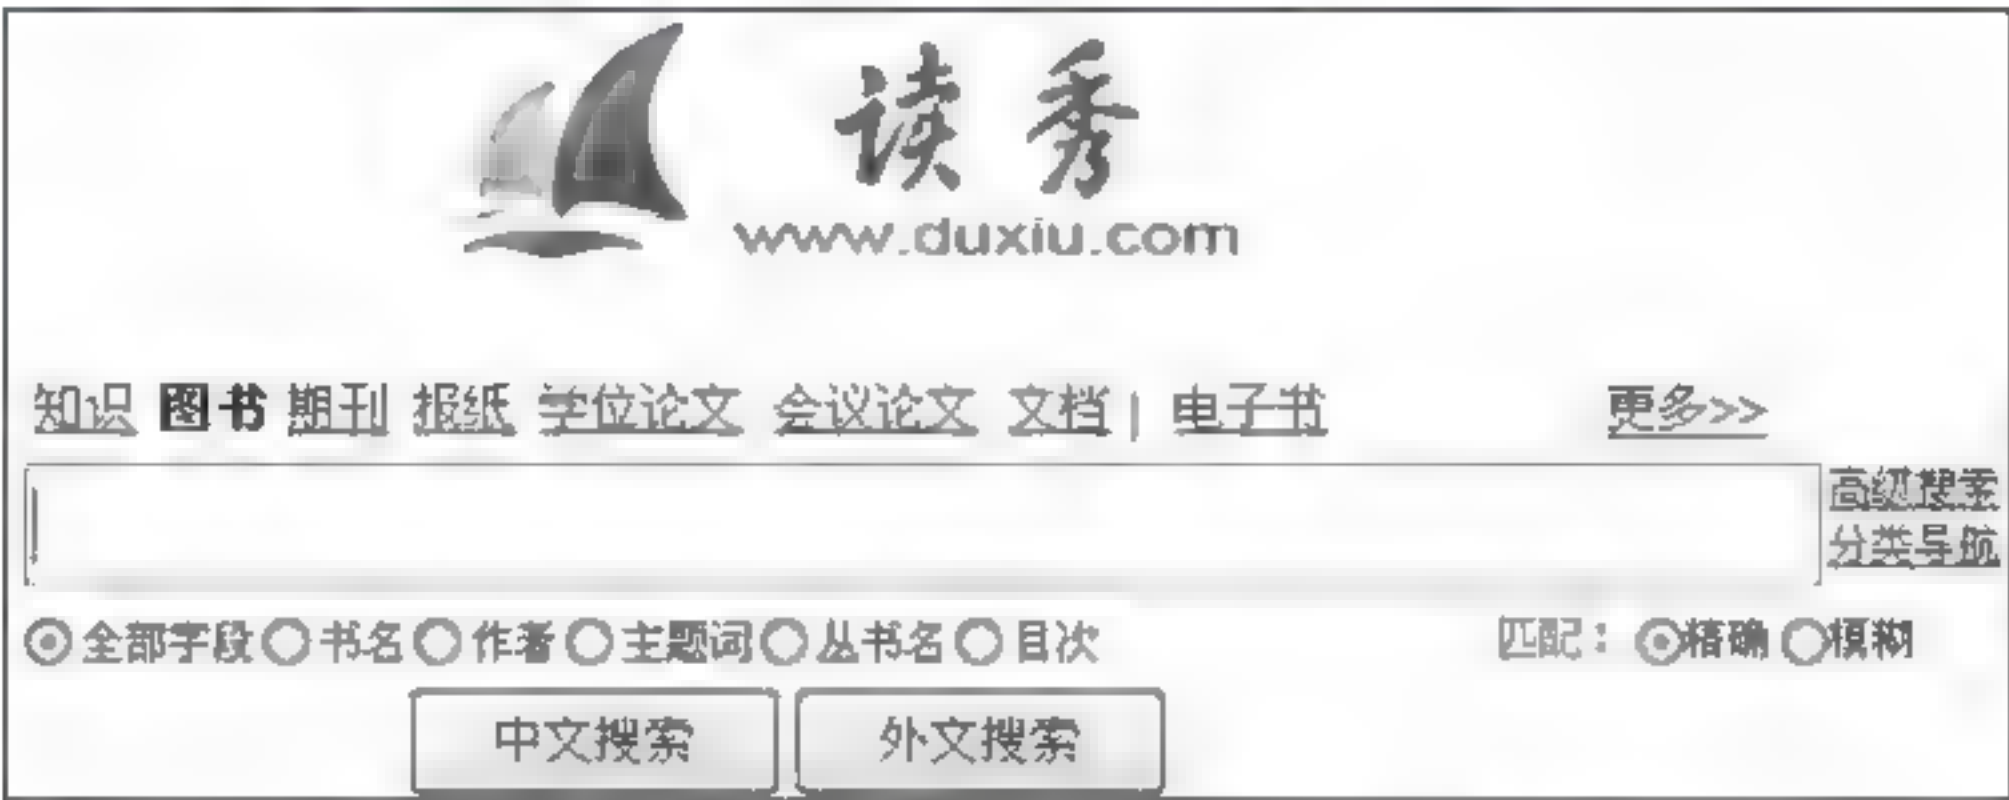 读秀
www.duxiu.com
知识 图书 期刊 报纸 学位论文 会议论文 文档 | 电子书 更多>>
高级搜索
分类导航
全部字段 书名 作者 主题词 丛书名 目次 匹配： 精确 模糊
中文搜索 外文搜索